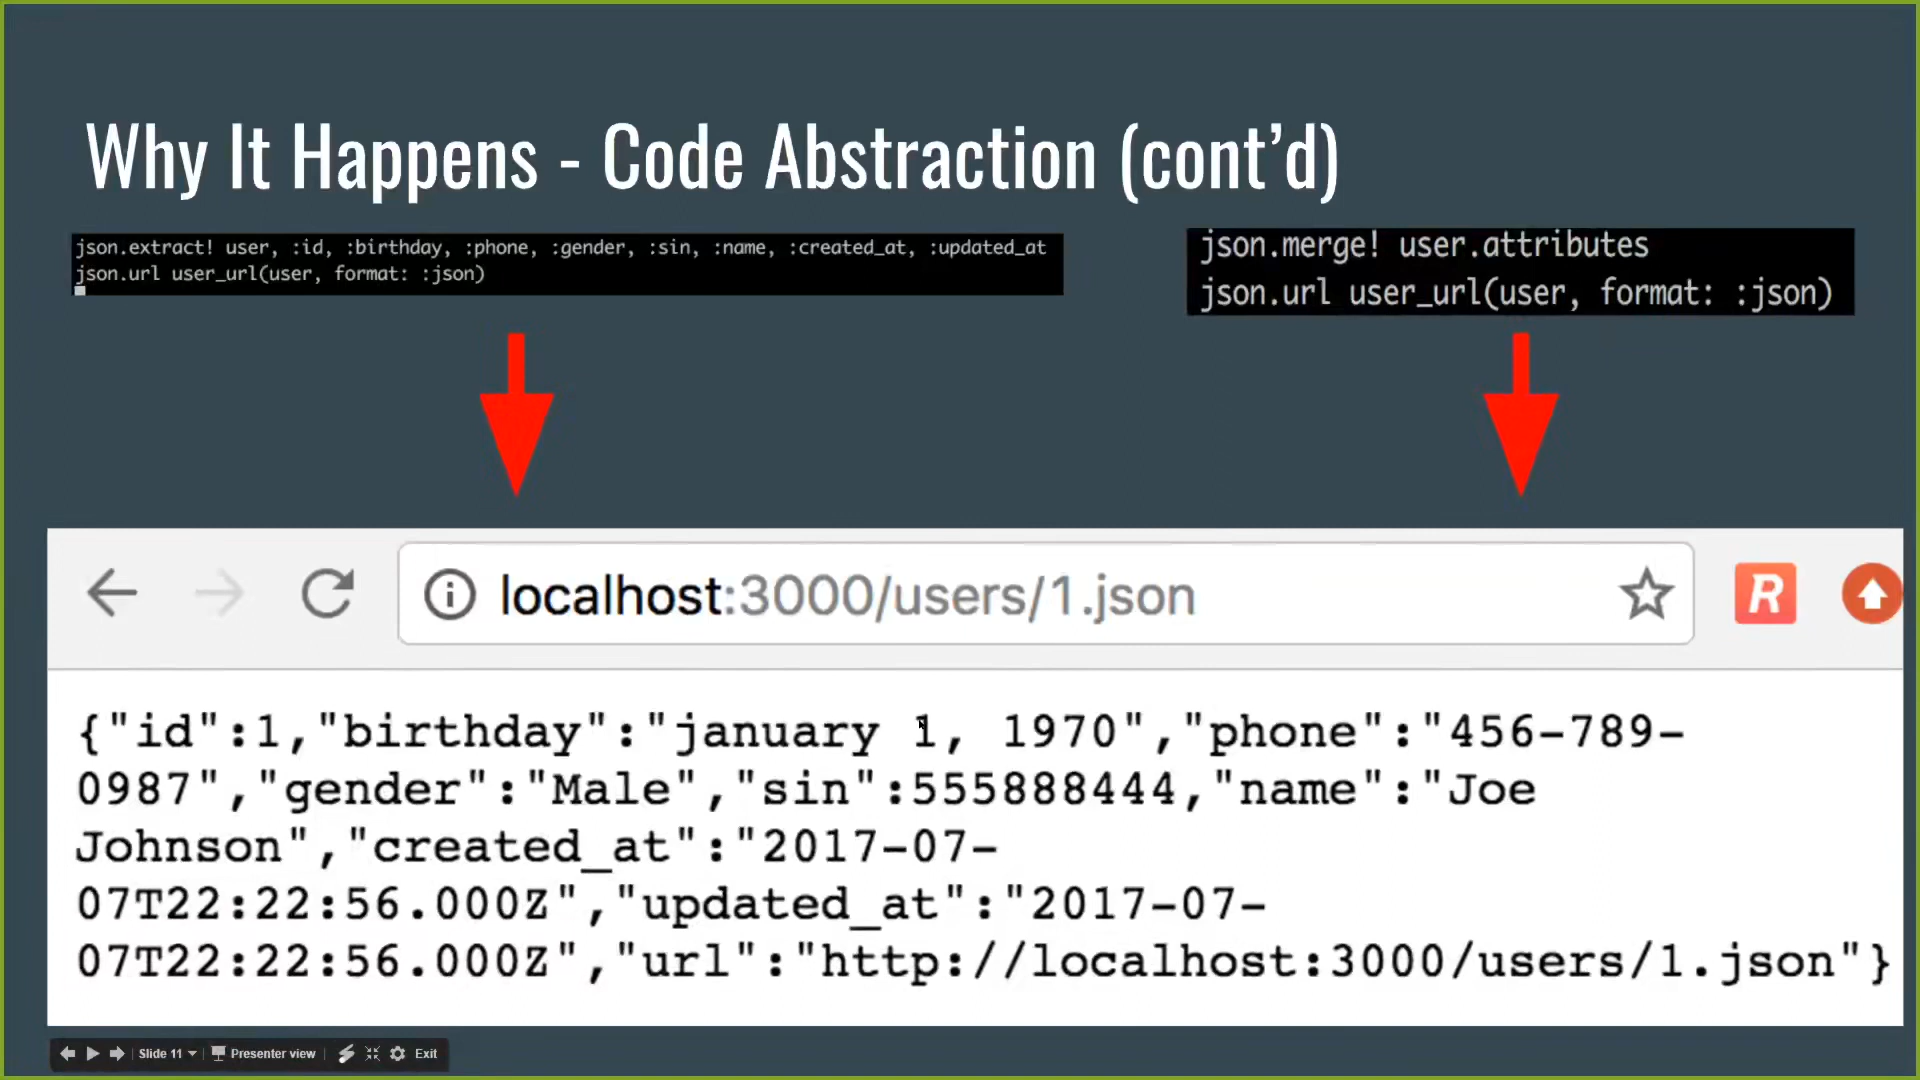 Why It Happens - Code Abstraction (cont’d)
json.extract! user, :id, :birthday, :phone, :gender, :sin, :name, :created_at, :updated_at
json.url user_url(user, format: :json)
json.merge! user.attributes
json.url user_url(user, format: :json)
localhost:3000/users/1.json
R
{"id":1,"birthday":"january 1, 1970","phone":"456-789-
0987","gender":"Male","sin":555888444,"name":"Joe
Johnson","created_at":"2017-07-
07T22:22:56.000Z","updated_at":"2017-07-
07T22:22:56.000Z","url":"http://localhost:3000/users/1.json"}
Slide 11
Presenter view
Exit